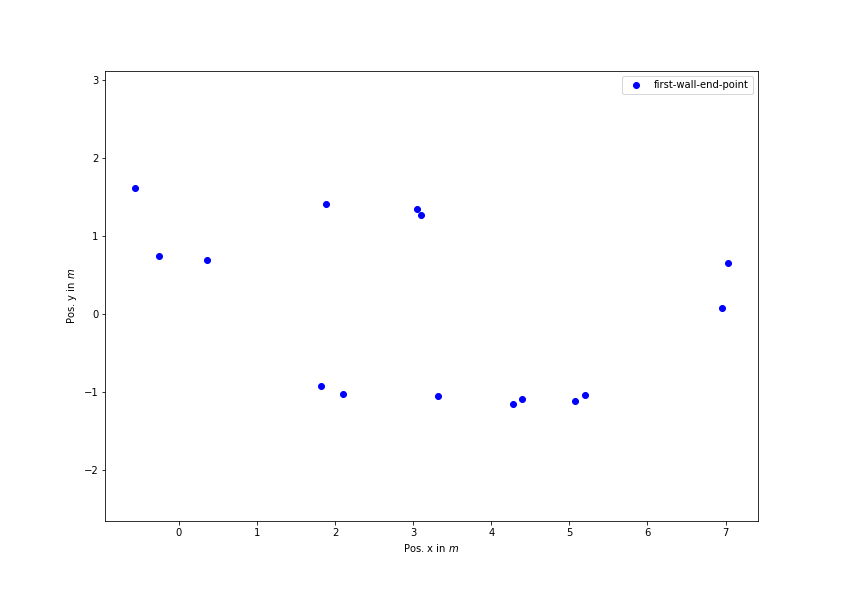 first-wall-end-point
3
2
1
0
−1
−2
Pos. y in m
0 1 2 3 4 5 6 7
Pos. x in m